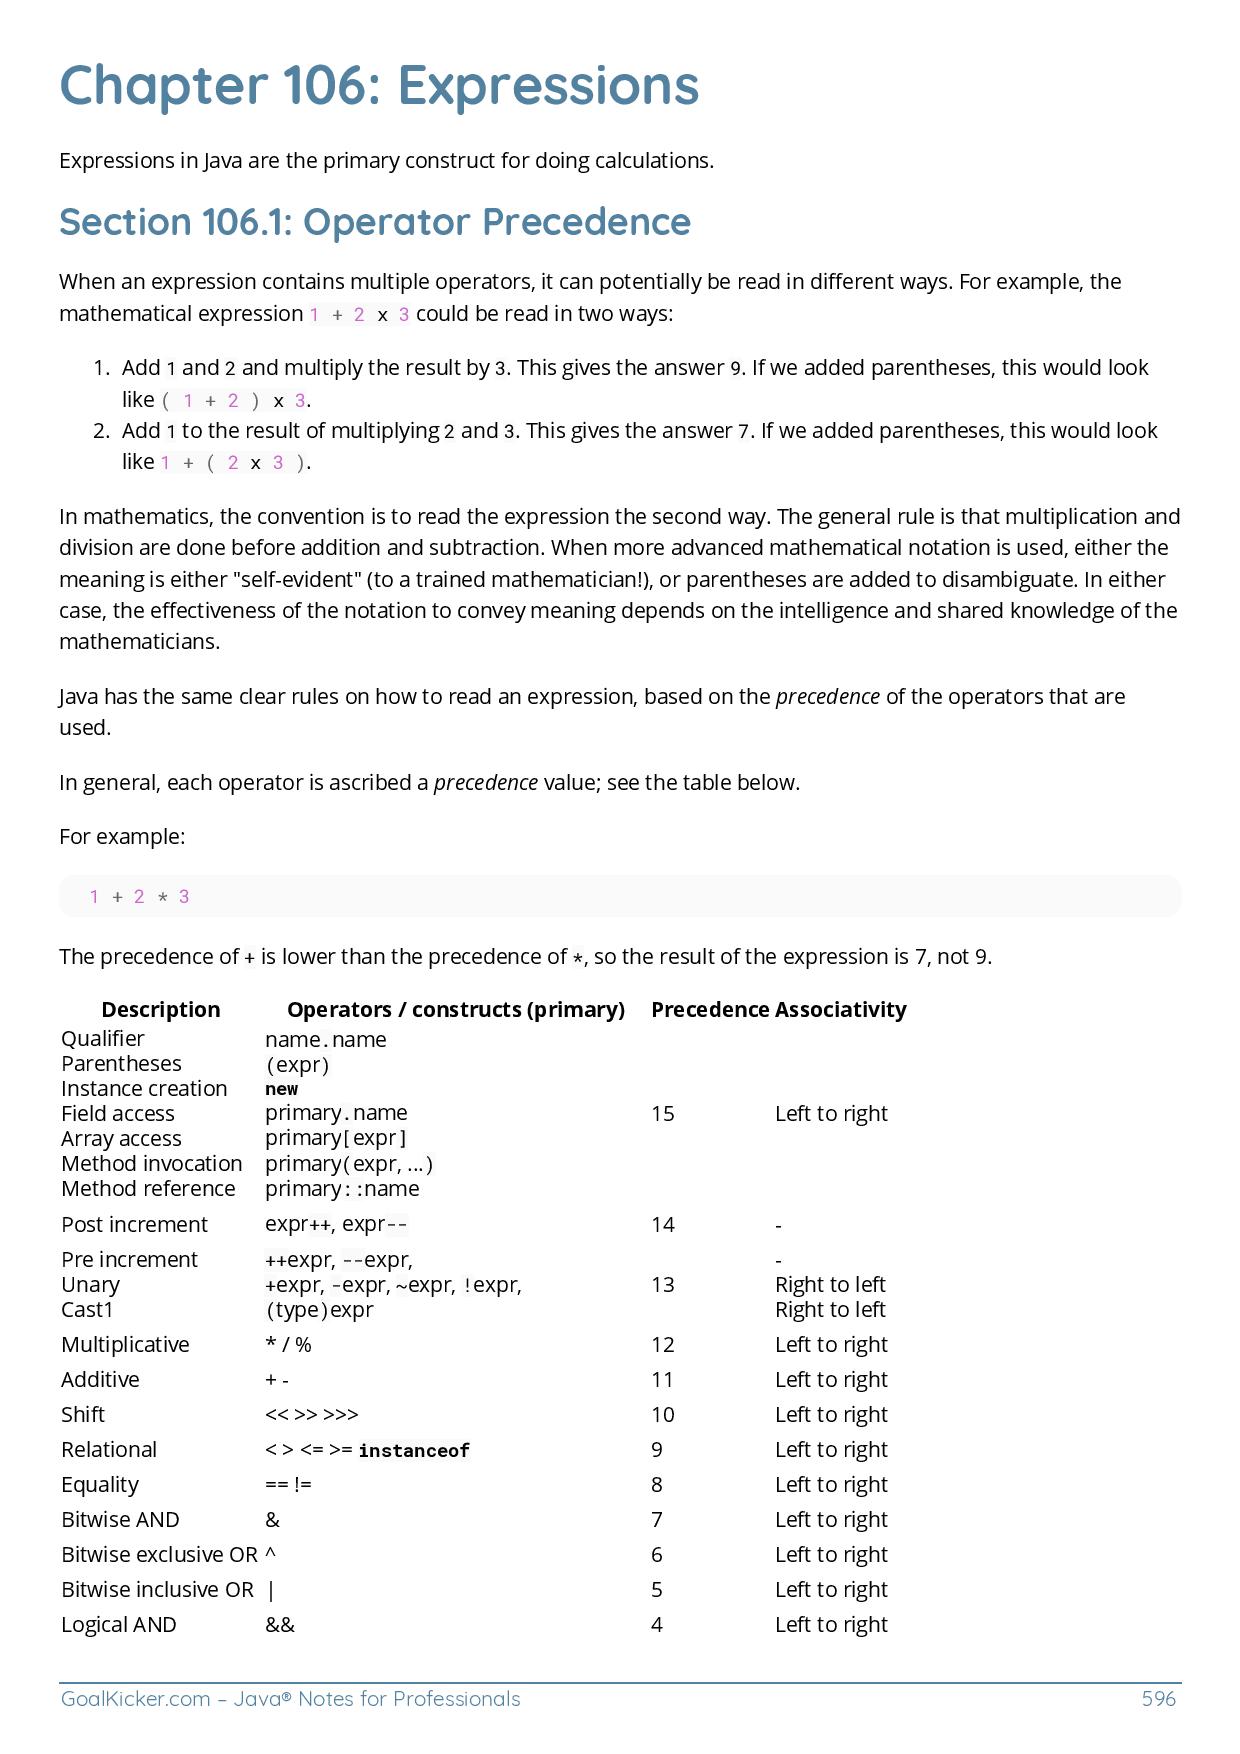 Chapter 106: Expressions
Expressions in Java are the primary construct for doing calculations.
Section 106.1: Operator Precedence
When an expression contains multiple operators, it can potentially be read in different ways. For example, the
mathematical expression 1 + 2 x 3 could be read in two ways:
1. Add 1 and 2 and multiply the result by 3. This gives the answer 9. If we added parentheses, this would look
like ( 1 + 2 ) x 3.
2. Add 1 to the result of multiplying 2 and 3. This gives the answer 7. If we added parentheses, this would look
like 1 + ( 2 x 3 ).
In mathematics, the convention is to read the expression the second way. The general rule is that multiplication and
division are done before addition and subtraction. When more advanced mathematical notation is used, either the
meaning is either "self-evident" (to a trained mathematician!), or parentheses are added to disambiguate. In either
case, the effectiveness of the notation to convey meaning depends on the intelligence and shared knowledge of the
mathematicians.
Java has the same clear rules on how to read an expression, based on the precedence of the operators that are
used.
In general, each operator is ascribed a precedence value; see the table below.
For example:
1 + 2 * 3
The precedence of + is lower than the precedence of *, so the result of the expression is 7, not 9.
Description Operators / constructs (primary) Precedence Associativity
Qualifier name.name
Parentheses (expr)
Instance creation new
Field access primary.name 15 Left to right
Array access primary[expr]
Method invocation primary(expr, ...)
Method reference primary::name
Post increment expr++, expr-- 14 -
Pre increment ++expr, --expr, -
Unary +expr, -expr, ~expr, !expr, 13 Right to left
Cast1 (type)expr Right to left
Multiplicative * / % 12 Left to right
Additive + - 11 Left to right
Shift << >> >>> 10 Left to right
Relational < > <= >= instanceof 9 Left to right
Equality == != 8 Left to right
Bitwise AND & 7 Left to right
Bitwise exclusive OR ^ 6 Left to right
Bitwise inclusive OR | 5 Left to right
Logical AND && 4 Left to right
GoalKicker.com – Java® Notes for Professionals 596